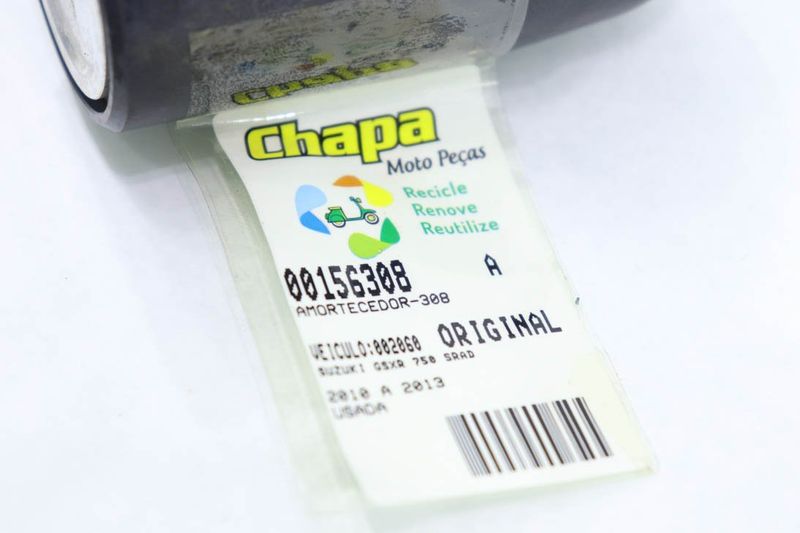 Chapa
Moto Peças
Recicle
Renove
Reutilize
00156308 A
AMORTECEDOR-308
VEICULO:002060 ORIGINAL
SUZUKI GSXR 750 SRAD
2010 A 2013
USADA